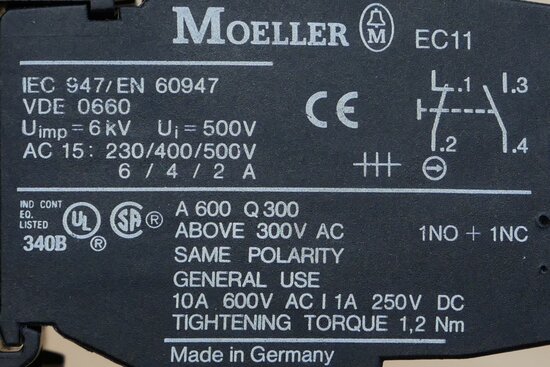 MOELLER M EC11
IEC 947/EN 60947
VDE 0660
Uimp = 6 kV Ui = 500V
AC 15: 230/400/500V
6 / 4 / 2 A
CE
.1 .3
.2 .4
IND CONT
EQ.
LISTED
340B
UL ®
SA ®
A 600 Q 300
ABOVE 300V AC
SAME POLARITY
GENERAL USE
10A 600V AC | 1A 250V DC
TIGHTENING TORQUE 1,2 Nm
1NO + 1NC
Made in Germany